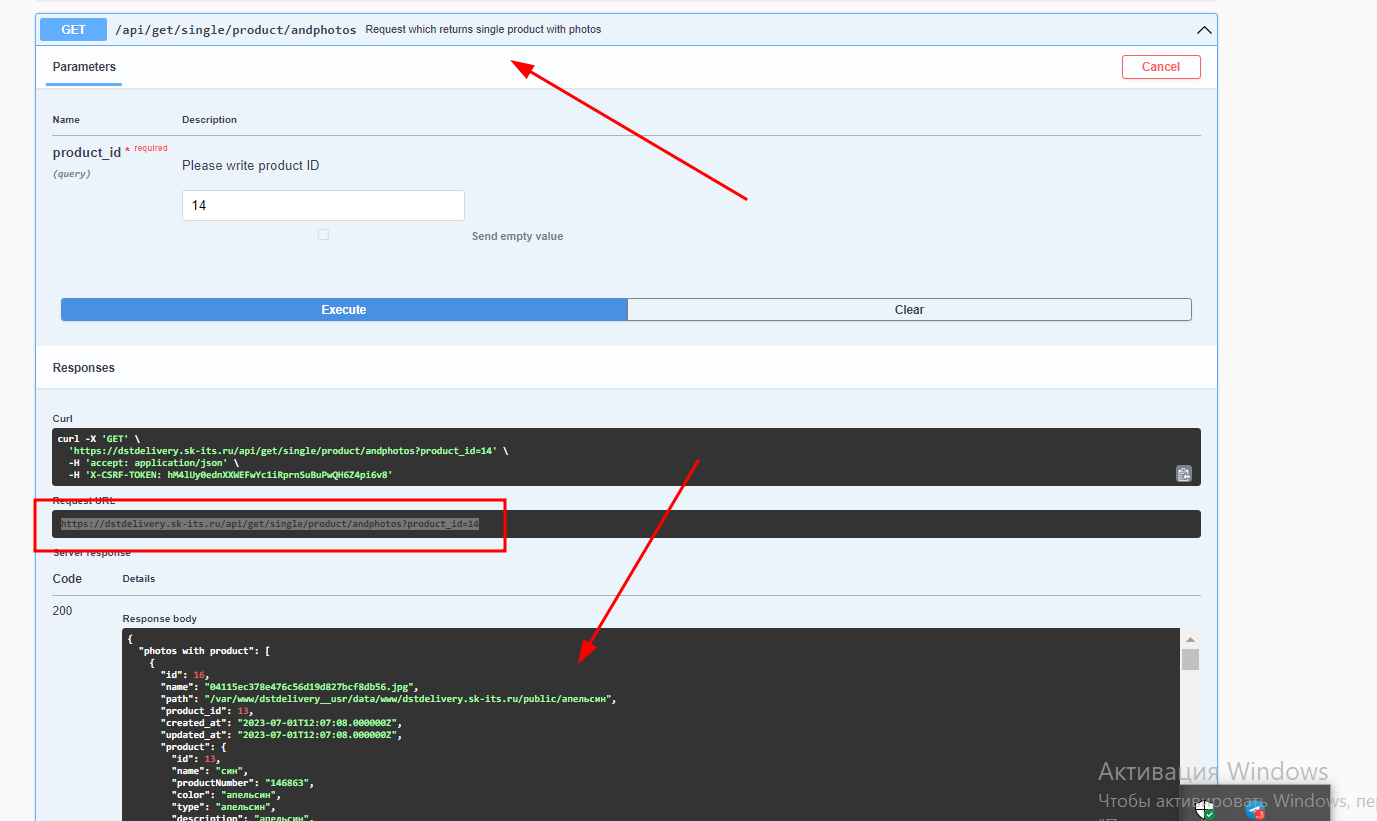 GET /api/get/single/product/andphotos Request which returns single product with photos
Parameters
Cancel
Name Description
product_id * required
(query)
Please write product ID
14
Send empty value
Execute Clear
Responses
Curl
curl -X 'GET' \
'https://dstdelivery.sk-its.ru/api/get/single/product/andphotos?product_id=14' \
-H 'accept: application/json' \
-H 'X-CSRF-TOKEN: hM4lUy0ednXXWEFwYc1iRprnSuBuPwQH6Z4pi6v8'
Request URL
https://dstdelivery.sk-its.ru/api/get/single/product/andphotos?product_id=14
Server response
Code Details
200
Response body
{
"photos with product": [
{
"id": 16,
"name": "04115ec378e476c56d19d827bcf8db56.jpg",
"path": "/var/www/dstdelivery__usr/data/www/dstdelivery.sk-its.ru/public/апельсин",
"product_id": 13,
"created_at": "2023-07-01T12:07:08.000000Z",
"updated_at": "2023-07-01T12:07:08.000000Z",
"product": {
"id": 13,
"name": "син",
"productNumber": "146863",
"color": "апельсин",
"type": "апельсин",
"description": "апельсин",
Активация Windows
Чтобы активировать Windows, пе